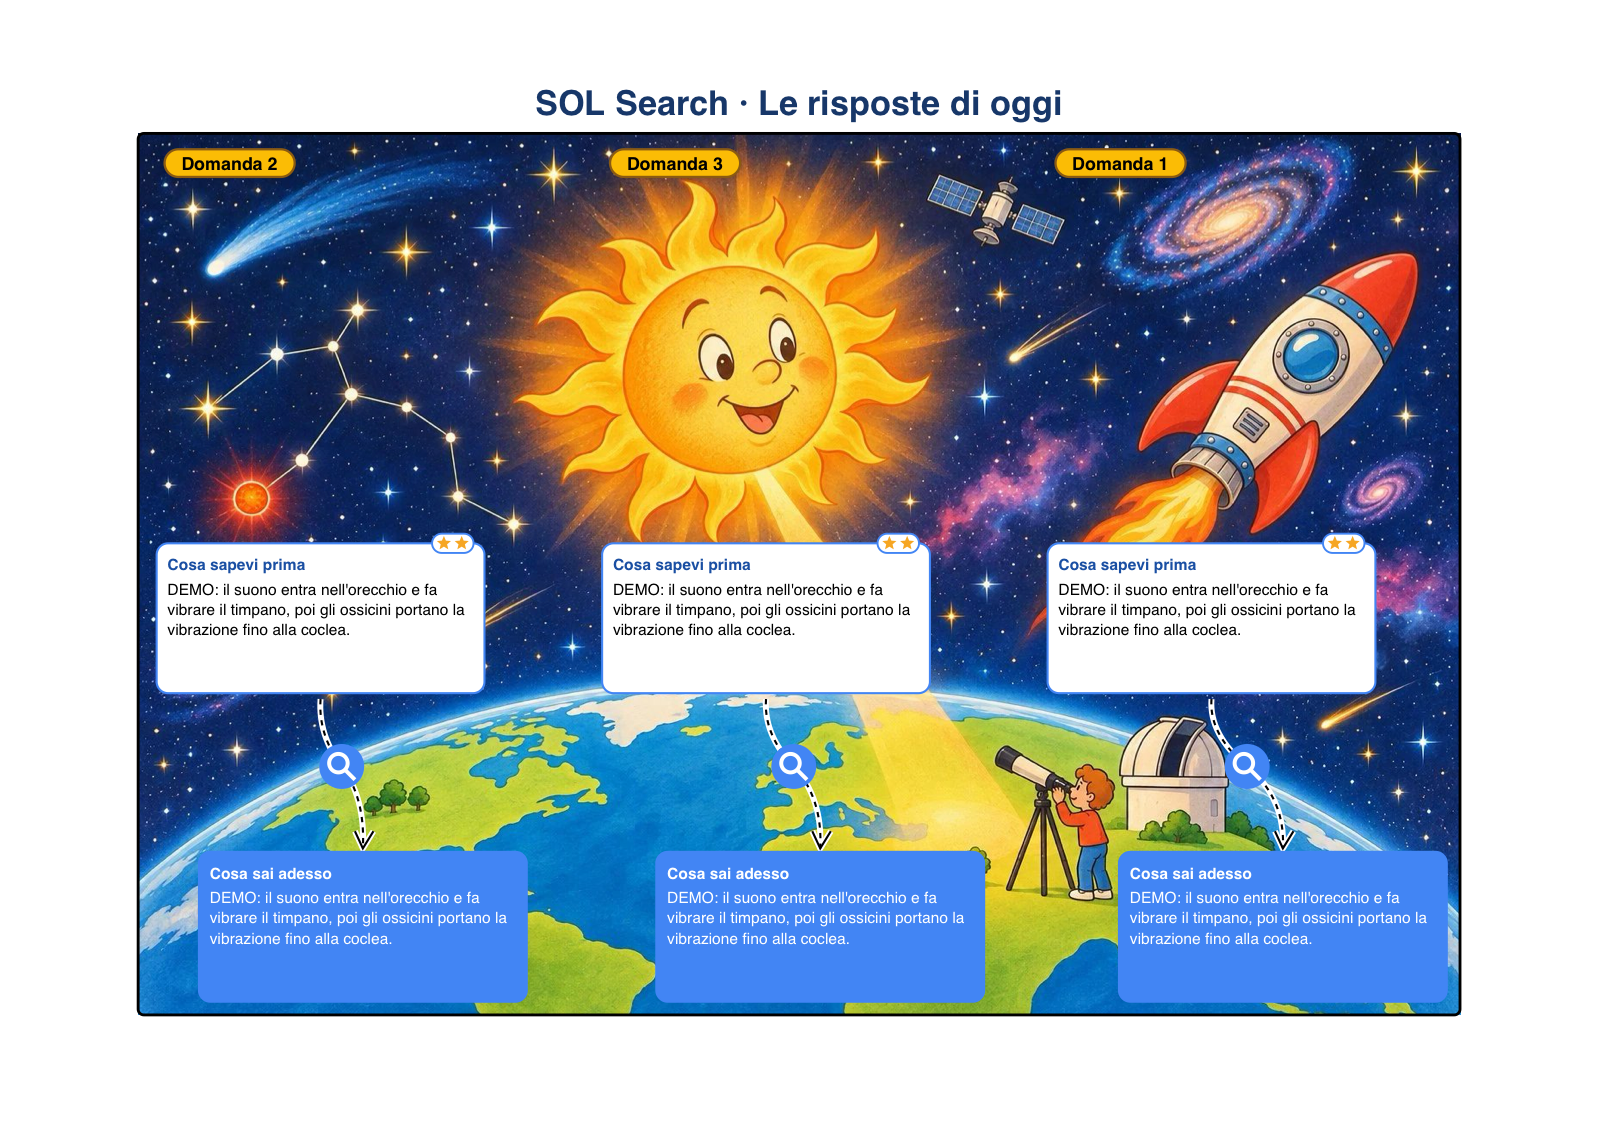 SOL Search · Le risposte di oggi
Domanda 2
Domanda 3
Domanda 1
Cosa sapevi prima
DEMO: il suono entra nell'orecchio e fa
vibrare il timpano, poi gli ossicini portano la
vibrazione fino alla coclea.
Cosa sapevi prima
DEMO: il suono entra nell'orecchio e fa
vibrare il timpano, poi gli ossicini portano la
vibrazione fino alla coclea.
Cosa sapevi prima
DEMO: il suono entra nell'orecchio e fa
vibrare il timpano, poi gli ossicini portano la
vibrazione fino alla coclea.
Cosa sai adesso
DEMO: il suono entra nell'orecchio e fa
vibrare il timpano, poi gli ossicini portano la
vibrazione fino alla coclea.
Cosa sai adesso
DEMO: il suono entra nell'orecchio e fa
vibrare il timpano, poi gli ossicini portano la
vibrazione fino alla coclea.
Cosa sai adesso
DEMO: il suono entra nell'orecchio e fa
vibrare il timpano, poi gli ossicini portano la
vibrazione fino alla coclea.